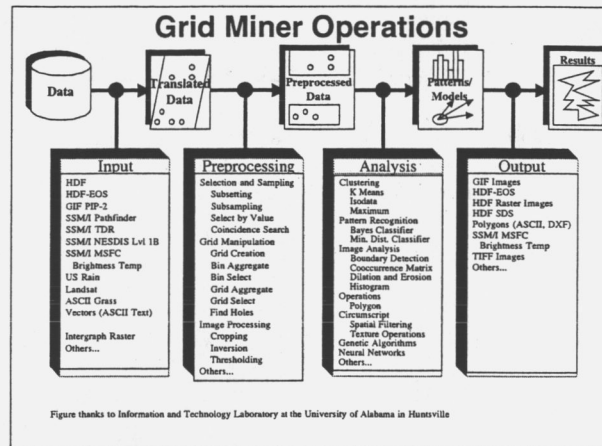 Grid Miner Operations
Data
Translated
Data
Preprocessed
Data
Patterns/
Models
Results
Input
HDF
HDF-EOS
GIF PIP-2
SSM/I Pathfinder
SSM/I TDR
SSM/I NESDIS Lvl 1B
SSM/I MSFC
Brightness Temp
US Rain
Landsat
ASCII Grass
Vectors (ASCII Text)
Intergraph Raster
Others...
Preprocessing
Selection and Sampling
Subsetting
Subsampling
Select by Value
Coincidence Search
Grid Manipulation
Grid Creation
Bin Aggregate
Bin Select
Grid Aggregate
Grid Select
Find Holes
Image Processing
Cropping
Inversion
Thresholding
Others...
Analysis
Clustering
K Means
Isodata
Maximum
Pattern Recognition
Bayes Classifier
Min. Dist. Classifier
Image Analysis
Boundary Detection
Cooccurrence Matrix
Dilation and Erosion
Histogram
Operations
Polygon
Circumscript
Spatial Filtering
Texture Operations
Genetic Algorithms
Neural Networks
Others...
Output
GIF Images
HDF-EOS
HDF Raster Images
HDF SDS
Polygons (ASCII, DXF)
SSM/I MSFC
Brightness Temp
TIFF Images
Others...
Figure thanks to Information and Technology Laboratory at the University of Alabama in Huntsville